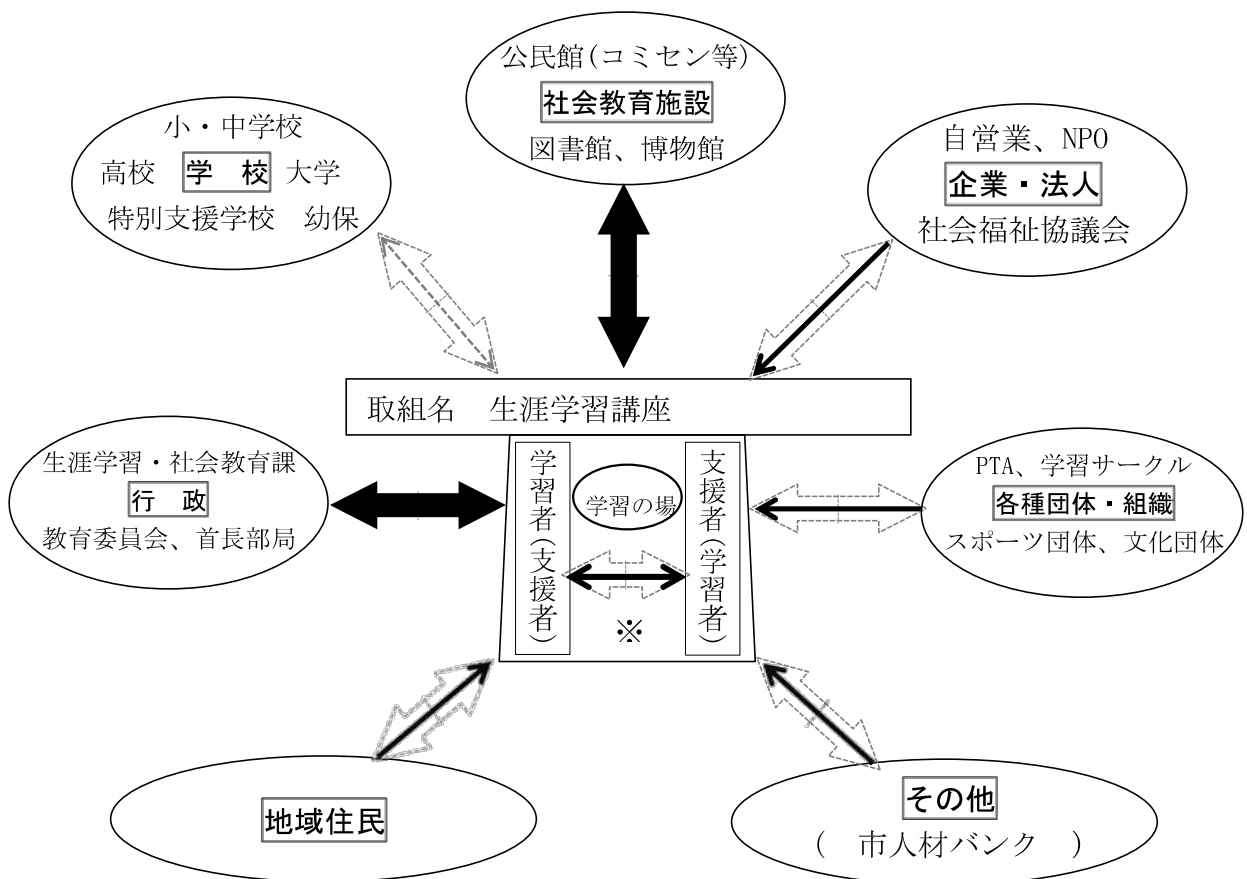 公民館(コミセン等)
社会教育施設
図書館、博物館
小・中学校
高校 学 校 大学
特別支援学校 幼保
自営業、NPO
企業・法人
社会福祉協議会
取組名 生涯学習講座
生涯学習・社会教育課
行 政
教育委員会、首長部局
学習者(支援者)
学習の場
※
支援者(学習者)
PTA、学習サークル
各種団体・組織
スポーツ団体、文化団体
地域住民
その他
( 市人材バンク )